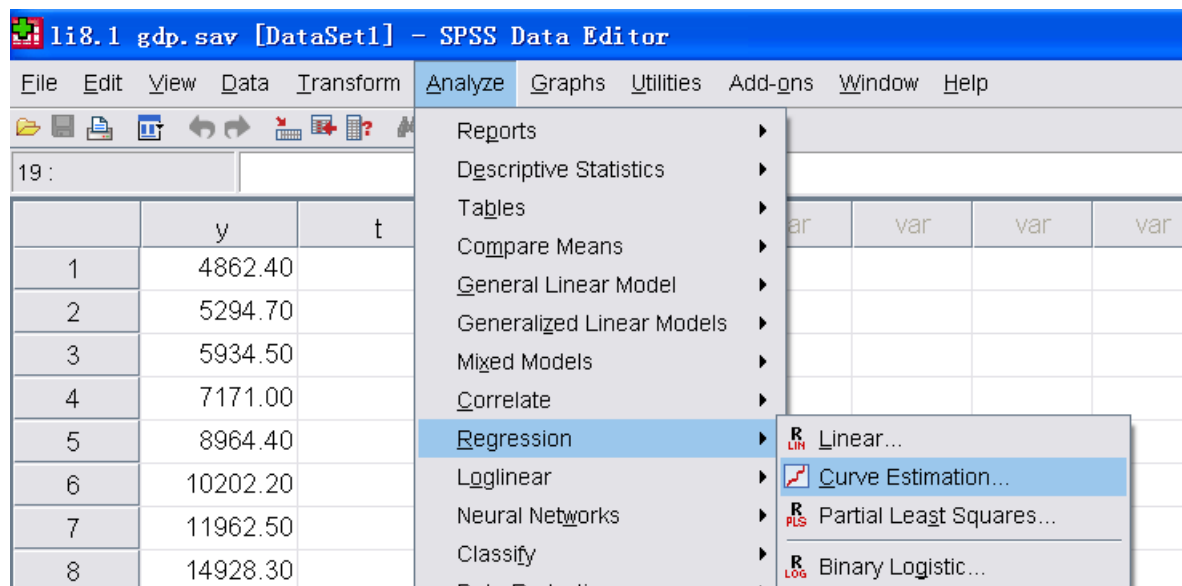 li8.1 gdp.sav [DataSet1] - SPSS Data Editor
File Edit View Data Transform Analyze Graphs Utilities Add-ons Window Help
19 :
Reports
Descriptive Statistics
Tables
Compare Means
General Linear Model
Generalized Linear Models
Mixed Models
Correlate
Regression
Loglinear
Neural Networks
Classify
y t var var var
1 4862.40
2 5294.70
3 5934.50
4 7171.00
5 8964.40
6 10202.20
7 11962.50
8 14928.30
R LIN Linear...
Curve Estimation...
R PLS Partial Least Squares...
R LOG Binary Logistic...